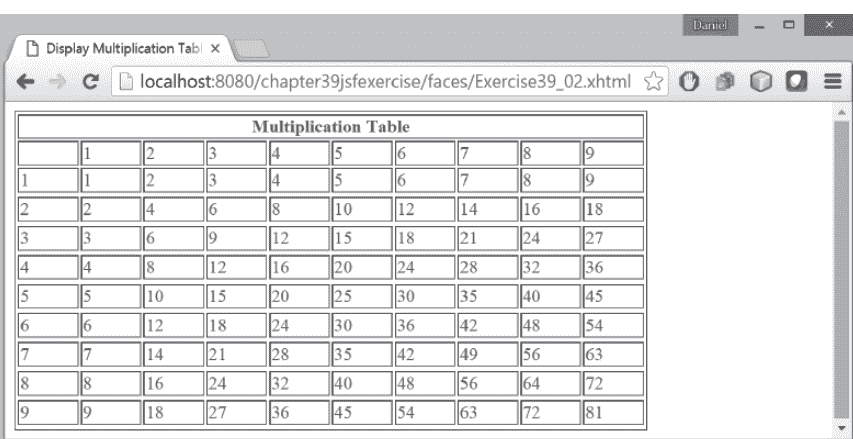 Daniel
Display Multiplication Tabl
localhost:8080/chapter39jsfexercise/faces/Exercise39_02.xhtml
Multiplication Table
1 2 3 4 5 6 7 8 9
1 1 2 3 4 5 6 7 8 9
2 2 4 6 8 10 12 14 16 18
3 3 6 9 12 15 18 21 24 27
4 4 8 12 16 20 24 28 32 36
5 5 10 15 20 25 30 35 40 45
6 6 12 18 24 30 36 42 48 54
7 7 14 21 28 35 42 49 56 63
8 8 16 24 32 40 48 56 64 72
9 9 18 27 36 45 54 63 72 81